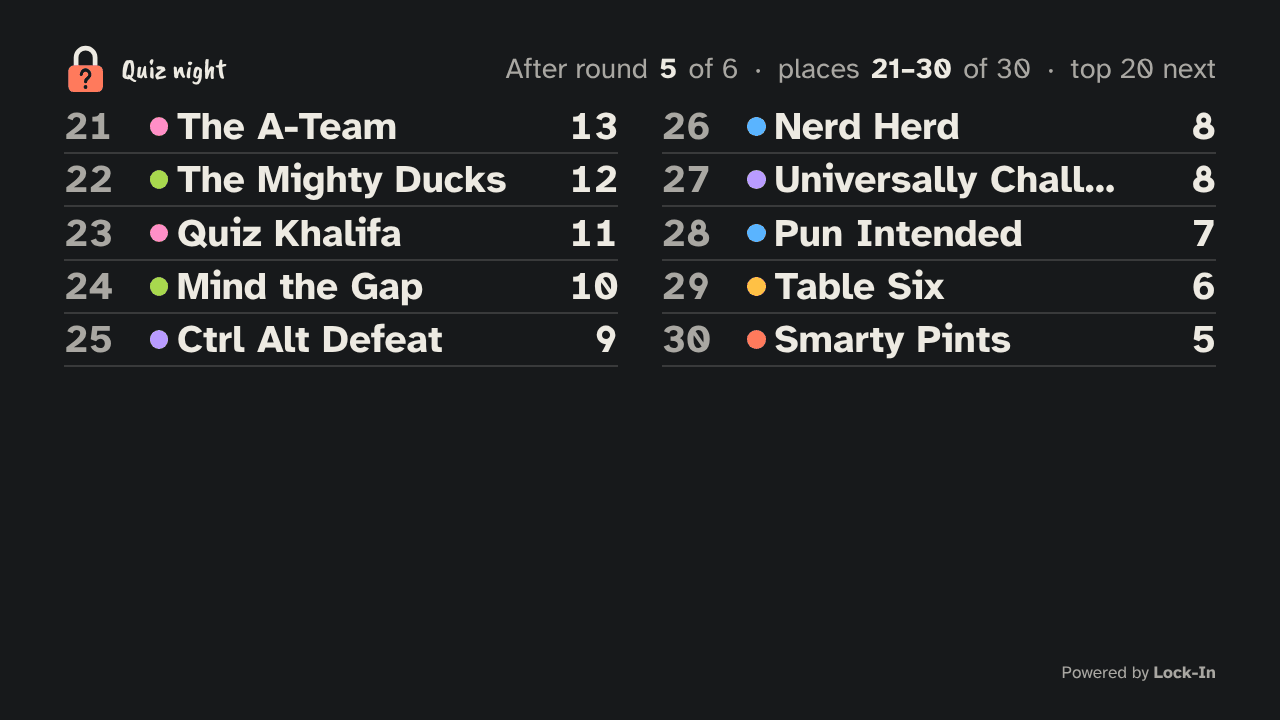 ?
Quiz night
After round 5 of 6 · places 21–30 of 30 · top 20 next
21 The A-Team 13
22 The Mighty Ducks 12
23 Quiz Khalifa 11
24 Mind the Gap 10
25 Ctrl Alt Defeat 9
26 Nerd Herd 8
27 Universally Chall... 8
28 Pun Intended 7
29 Table Six 6
30 Smarty Pints 5
Powered by Lock-In